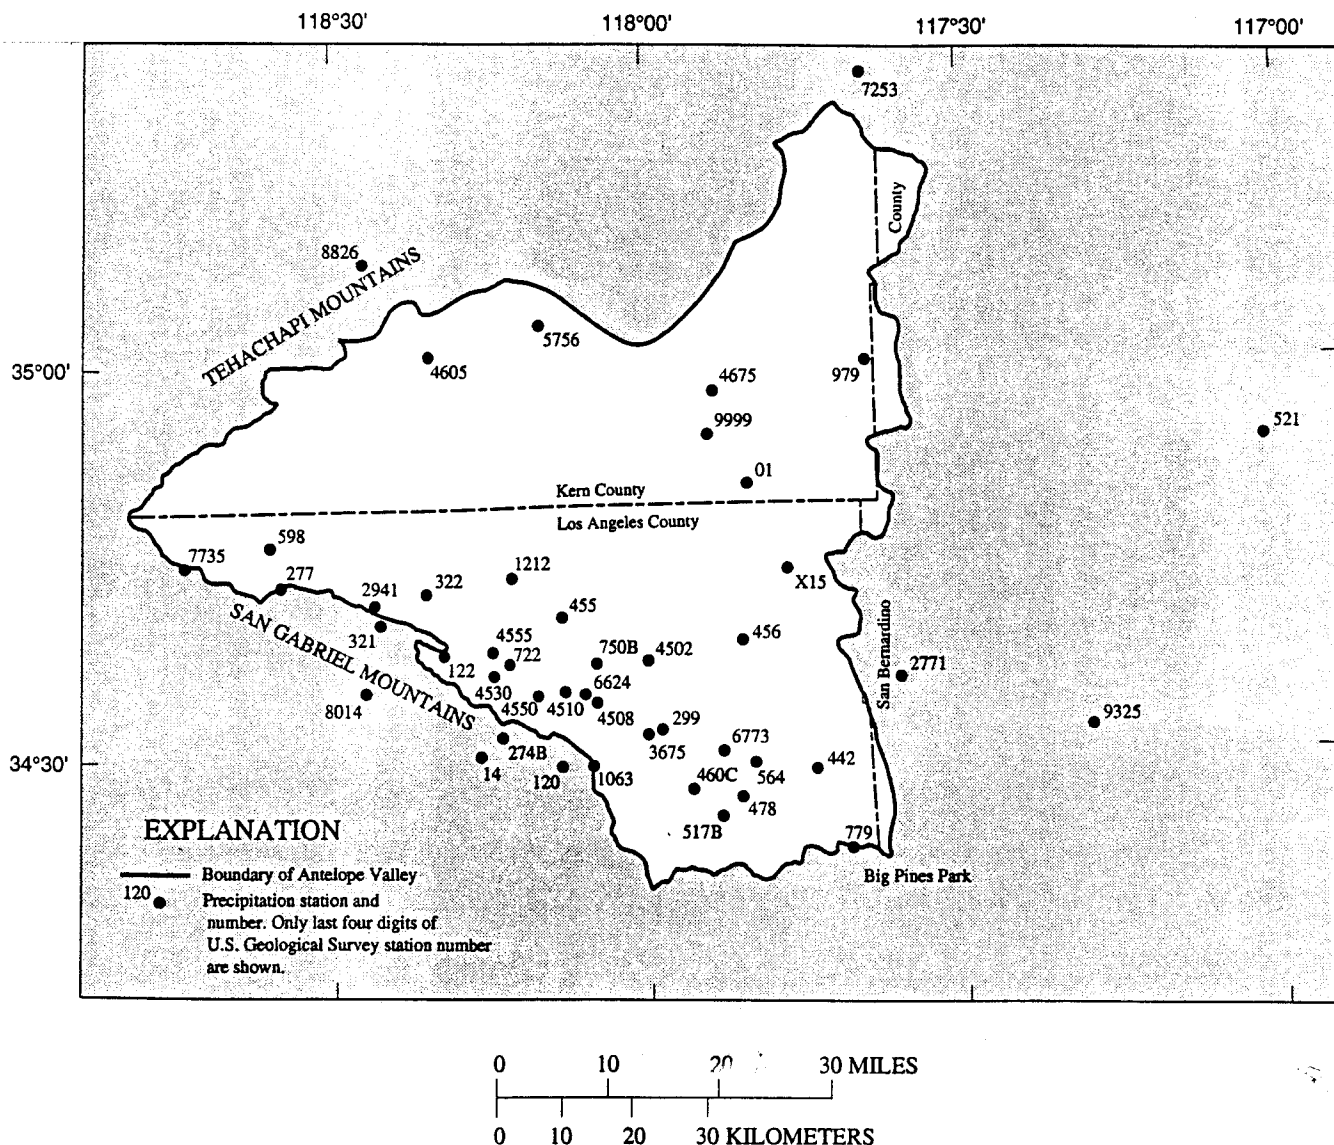 118°30'
118°00'
117°30'
117°00'
7253
County
8826
TEHACHAPI MOUNTAINS
5756
35°00'
4605
4675
979
9999
521
01
Kern County
Los Angeles County
598
7735
277
2941
322
1212
X15
455
SAN GABRIEL MOUNTAINS
321
4555
722
750B
4502
456
San Bernardino
2771
122
6624
4530
4550
4510
4508
299
8014
9325
3675
6773
274B
442
34°30'
14
120
1063
460C
564
478
517B
779
Big Pines Park
EXPLANATION
Boundary of Antelope Valley
120
Precipitation station and
number. Only last four digits of
U.S. Geological Survey station number
are shown.
0 10 20 30 MILES
0 10 20 30 KILOMETERS